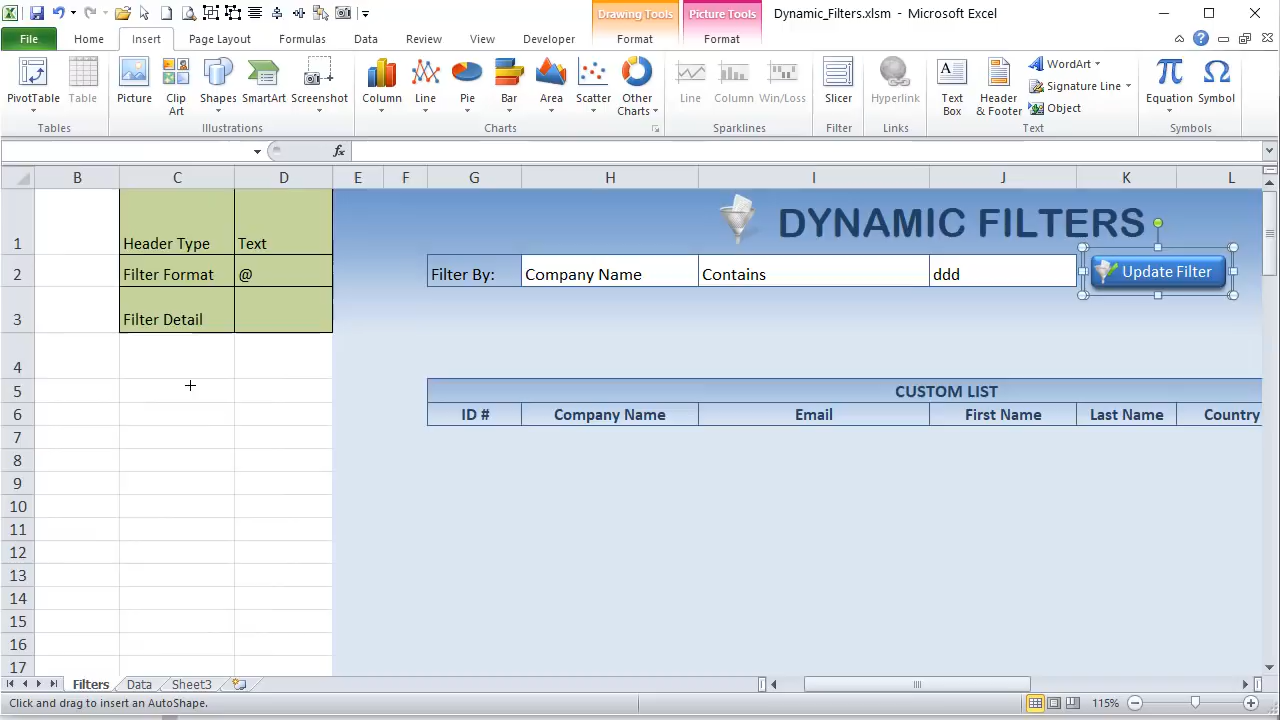 Drawing Tools Picture Tools Dynamic_Filters.xlsm - Microsoft Excel
File Home Insert Page Layout Formulas Data Review View Developer Format Format
PivotTable Table Picture Clip Art Shapes SmartArt Screenshot Column Line Pie Bar Area Scatter Other Charts Line Column Win/Loss Slicer Hyperlink Text Box Header & Footer WordArt Signature Line Object Equation Symbol
Tables Illustrations Charts Sparklines Filter Links Text Symbols
fx
B C D E F G H I J K L
1 Header Type Text DYNAMIC FILTERS
2 Filter Format @ Filter By: Company Name Contains ddd Update Filter
3 Filter Detail
4
5 CUSTOM LIST
6 ID # Company Name Email First Name Last Name Country
7
8
9
10
11
12
13
14
15
16
17
Filters Data Sheet3
Click and drag to insert an AutoShape. 115%